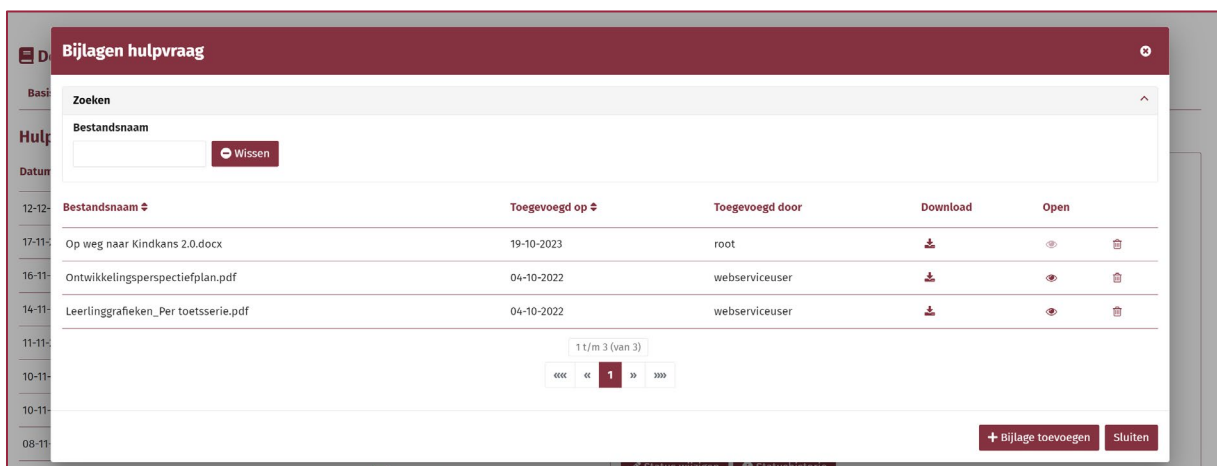 Bijlagen hulpvraag
Basi
Zoeken
Bestandsnaam
Wissen
Hulp
Datum
Bestandsnaam Toegevoegd op Toegevoegd door Download Open
12-12-
17-11-
Op weg naar Kindkans 2.0.docx 19-10-2023 root
16-11-
Ontwikkelingsperspectiefplan.pdf 04-10-2022 webserviceuser
14-11-
Leerlinggrafieken_Per toetsserie.pdf 04-10-2022 webserviceuser
11-11-
1 t/m 3 (van 3)
10-11-
«« « 1 » »»
10-11-
08-11-
+ Bijlage toevoegen Sluiten